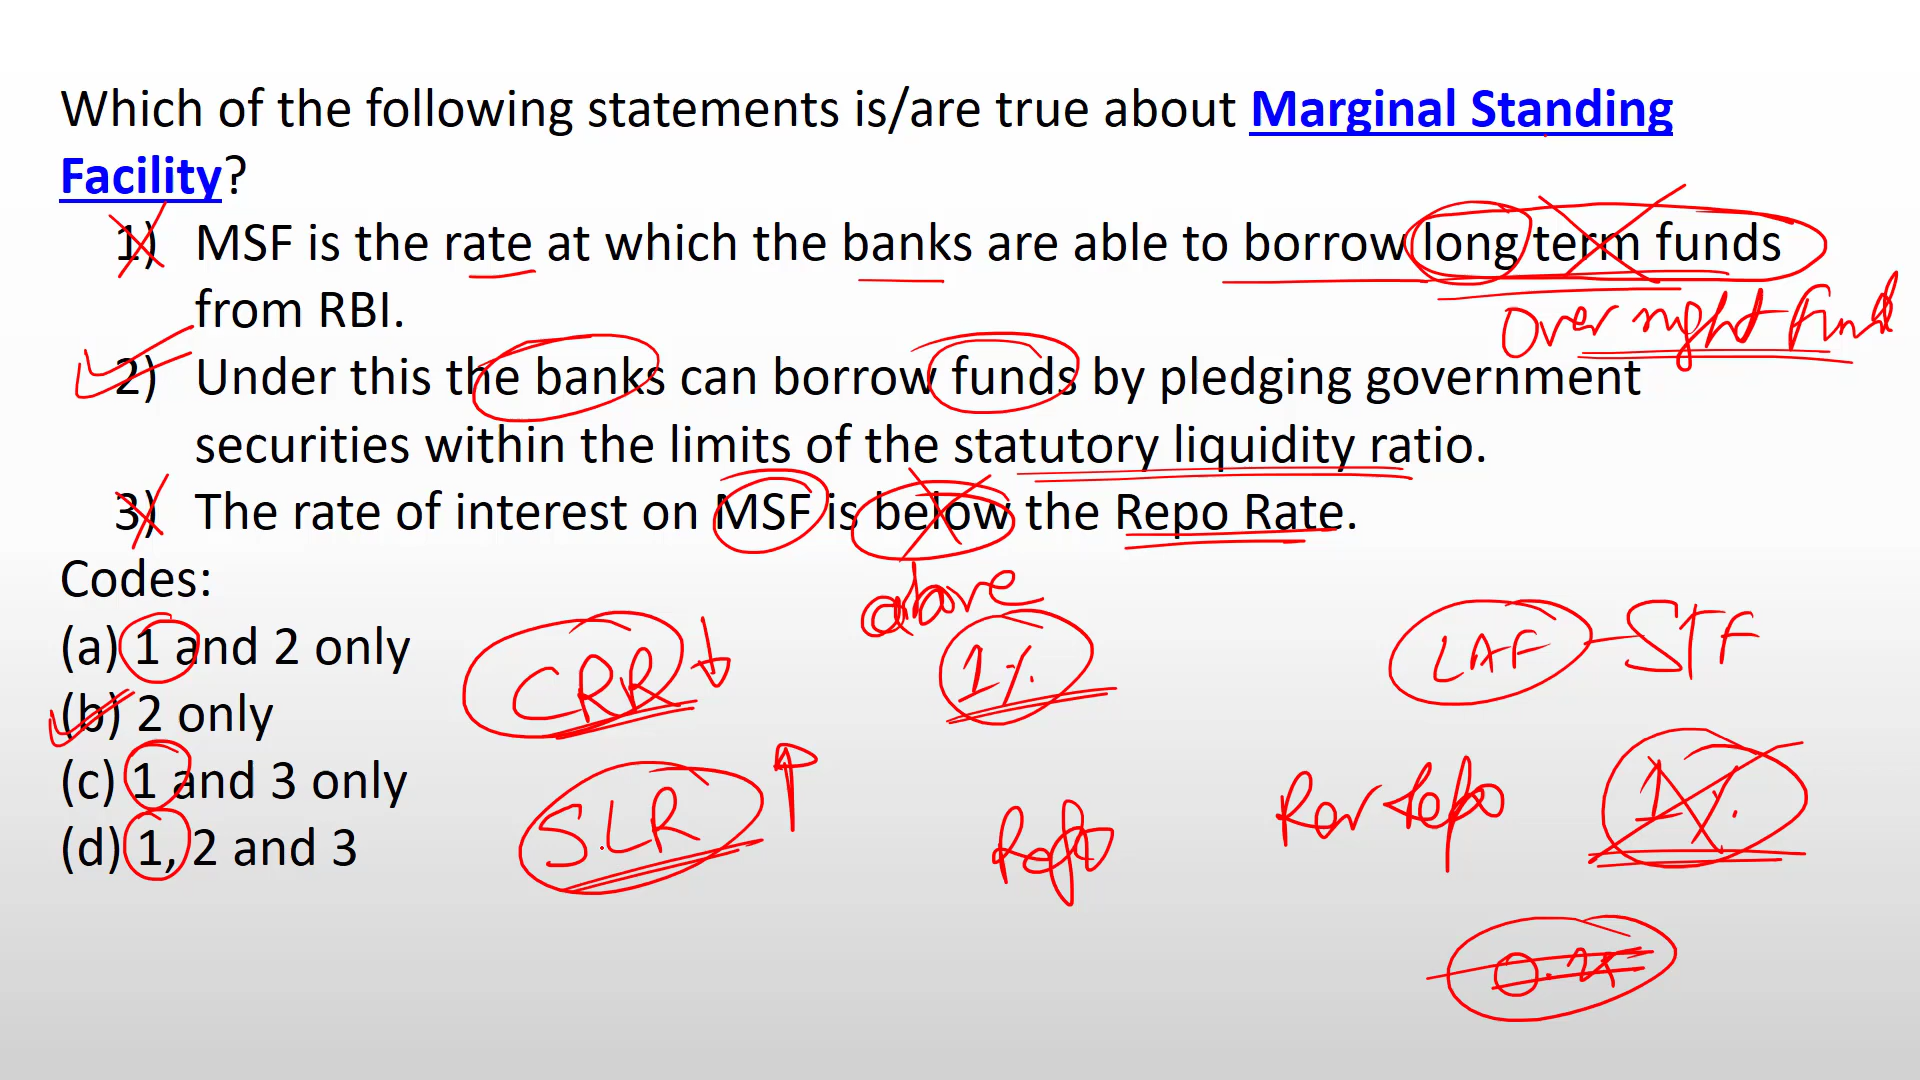 Which of the following statements is/are true about Marginal Standing
Facility?
1) MSF is the rate at which the banks are able to borrow long term funds
from RBI.
over night fund
2) Under this the banks can borrow funds by pledging government
securities within the limits of the statutory liquidity ratio.
3) The rate of interest on MSF is below the Repo Rate.
above
Codes:
(a) 1 and 2 only
CRR
1%
LAF - STF
(b) 2 only
(c) 1 and 3 only
SLR
Repo
Rev Repo
1%
(d) 1, 2 and 3